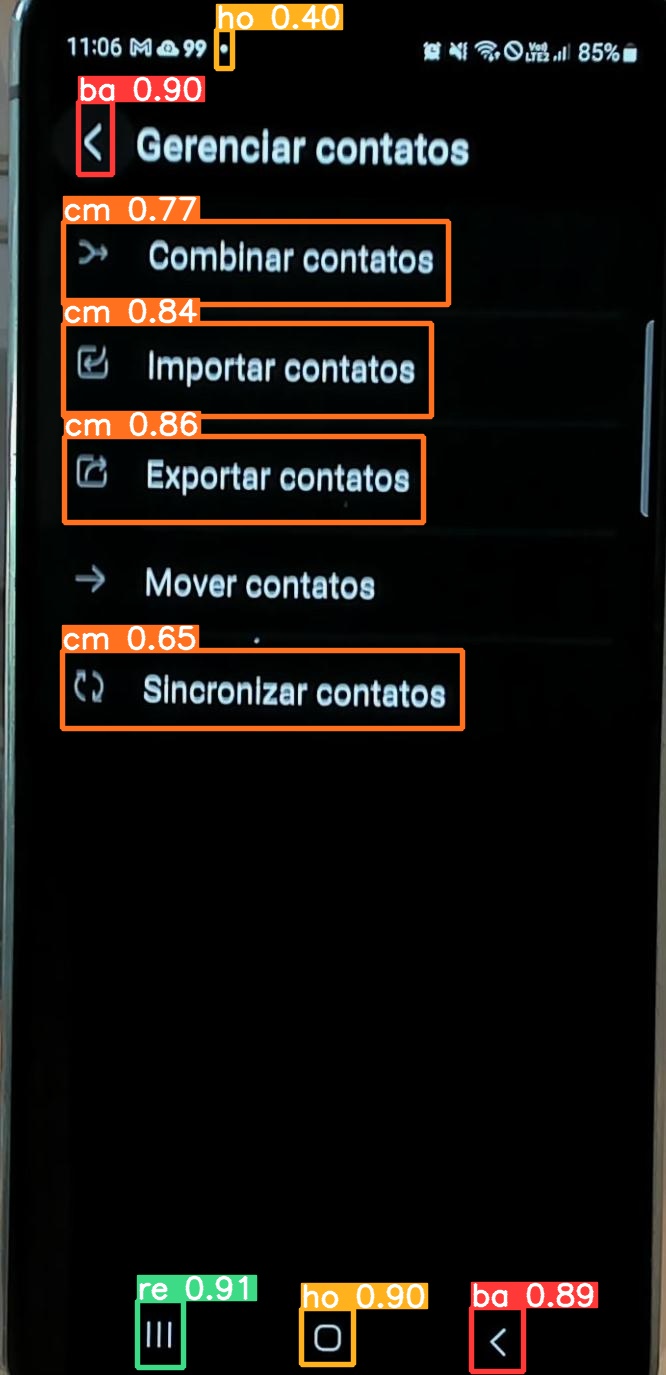 ho 0.40
11:06 M 99 • Vo) LTE2 85%
ba 0.90
Gerenciar contatos
cm 0.77
Combinar contatos
cm 0.84
Importar contatos
cm 0.86
Exportar contatos
Mover contatos
cm 0.65
Sincronizar contatos
re 0.91 ho 0.90 ba 0.89